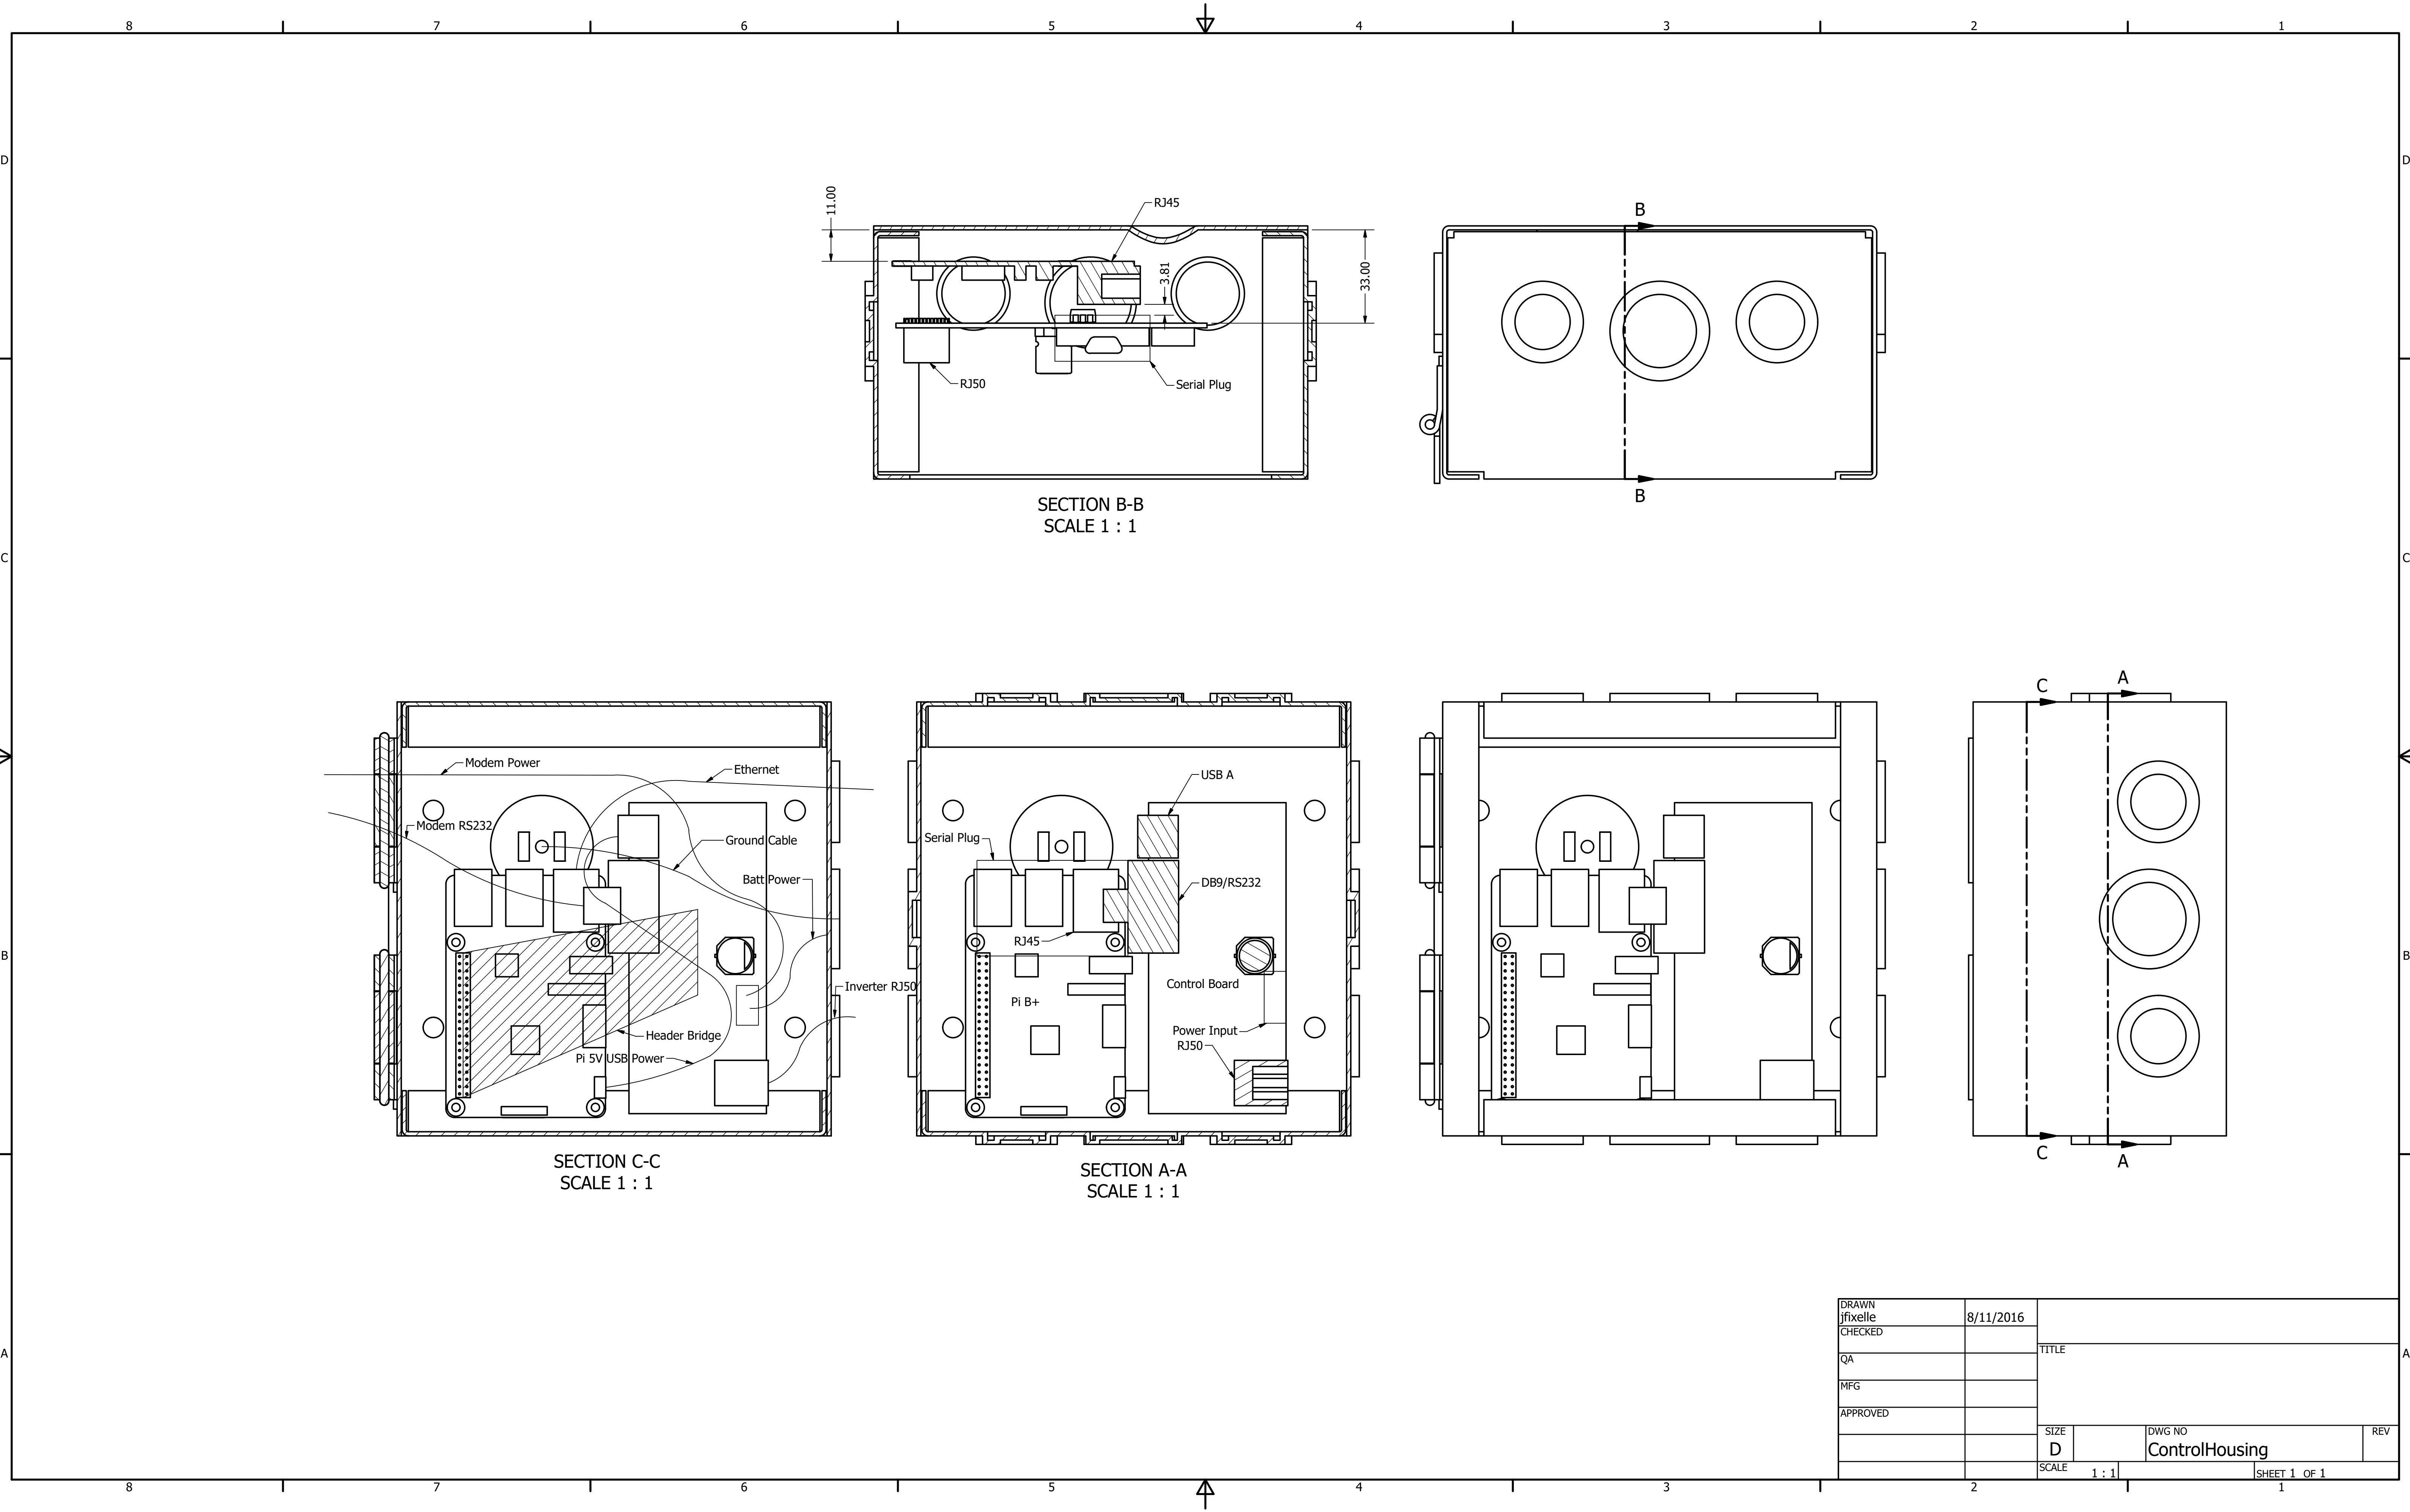 8 7 6 5 4 3 2 1
D D
11.00
RJ45
3.81
33.00
RJ50
Serial Plug
SECTION B-B
SCALE 1 : 1
B
B
C C
Modem Power
Ethernet
Modem RS232
Ground Cable
Batt Power
Inverter RJ50
Header Bridge
Pi 5V USB Power
SECTION C-C
SCALE 1 : 1
USB A
Serial Plug
DB9/RS232
RJ45
Control Board
Pi B+
Power Input
RJ50
SECTION A-A
SCALE 1 : 1
C A
C A
B B
A A
DRAWN
jfixelle 8/11/2016
CHECKED
QA
MFG
APPROVED
TITLE
SIZE
D
DWG NO
ControlHousing
REV
SCALE 1 : 1
SHEET 1 OF 1
8 7 6 5 4 3 2 1